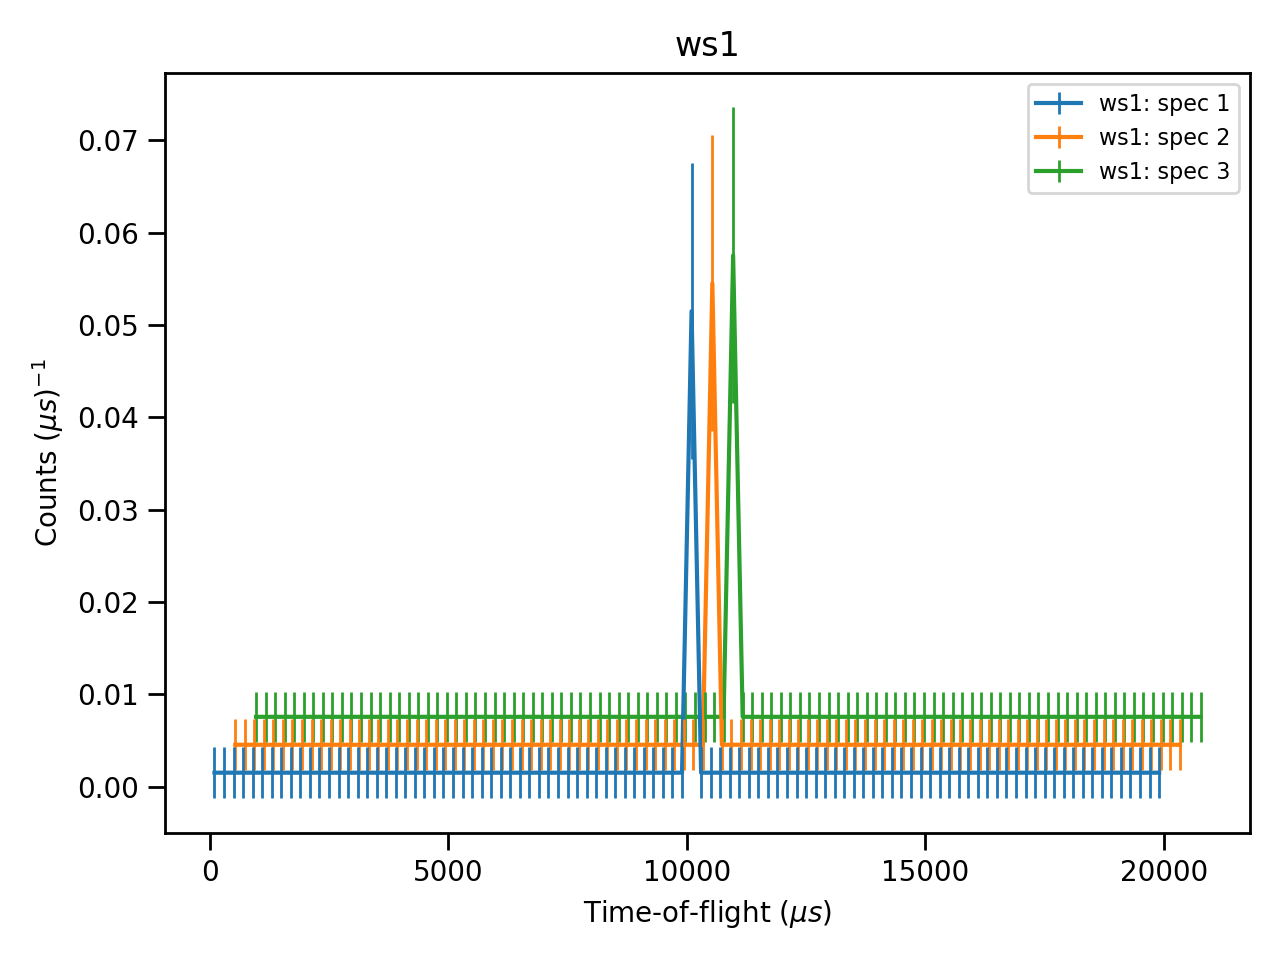 ws1
ws1: spec 1
ws1: spec 2
ws1: spec 3
0.07
0.06
0.05
0.04
0.03
0.02
0.01
0.00
Counts (μs)⁻¹
0 5000 10000 15000 20000
Time-of-flight (μs)